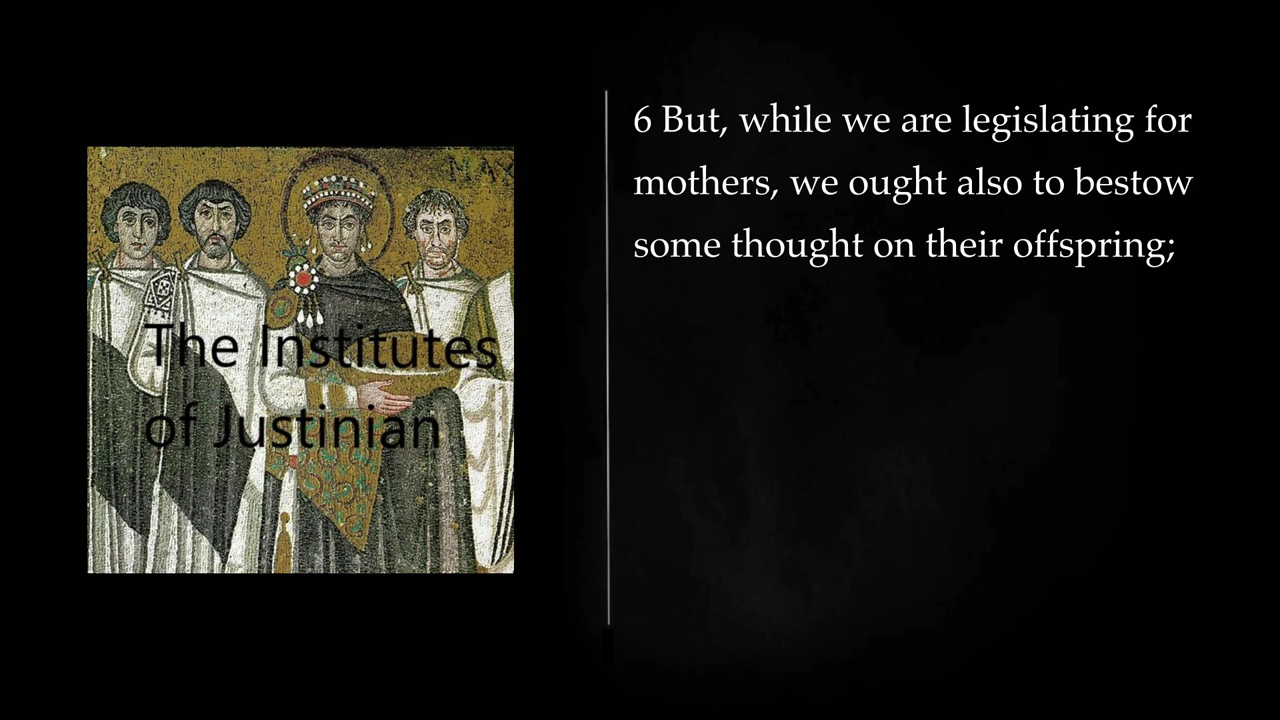 MAX
The Institutes
of Justinian
6 But, while we are legislating for
mothers, we ought also to bestow
some thought on their offspring;